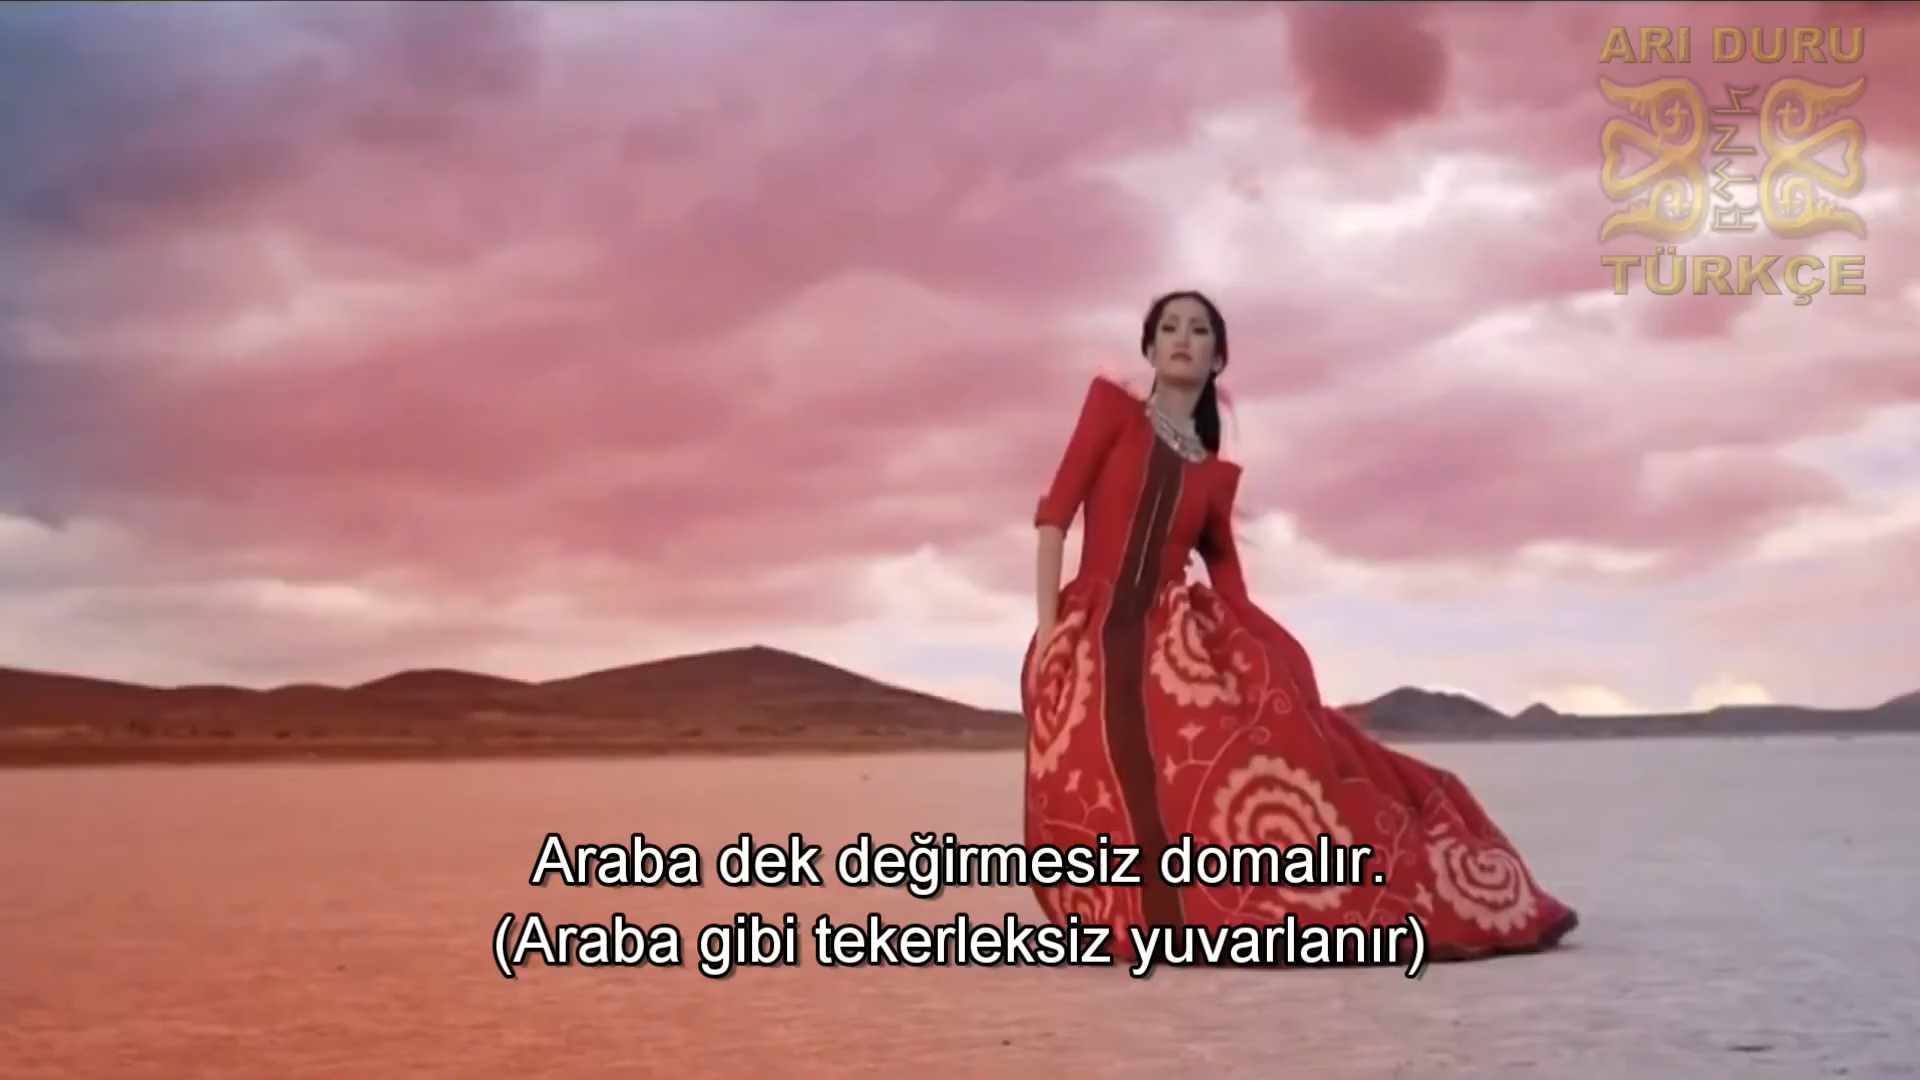 ARI DURU
TÜRKÇE
Araba dek değirmesiz domalır.
(Araba gibi tekerleksiz yuvarlanır)